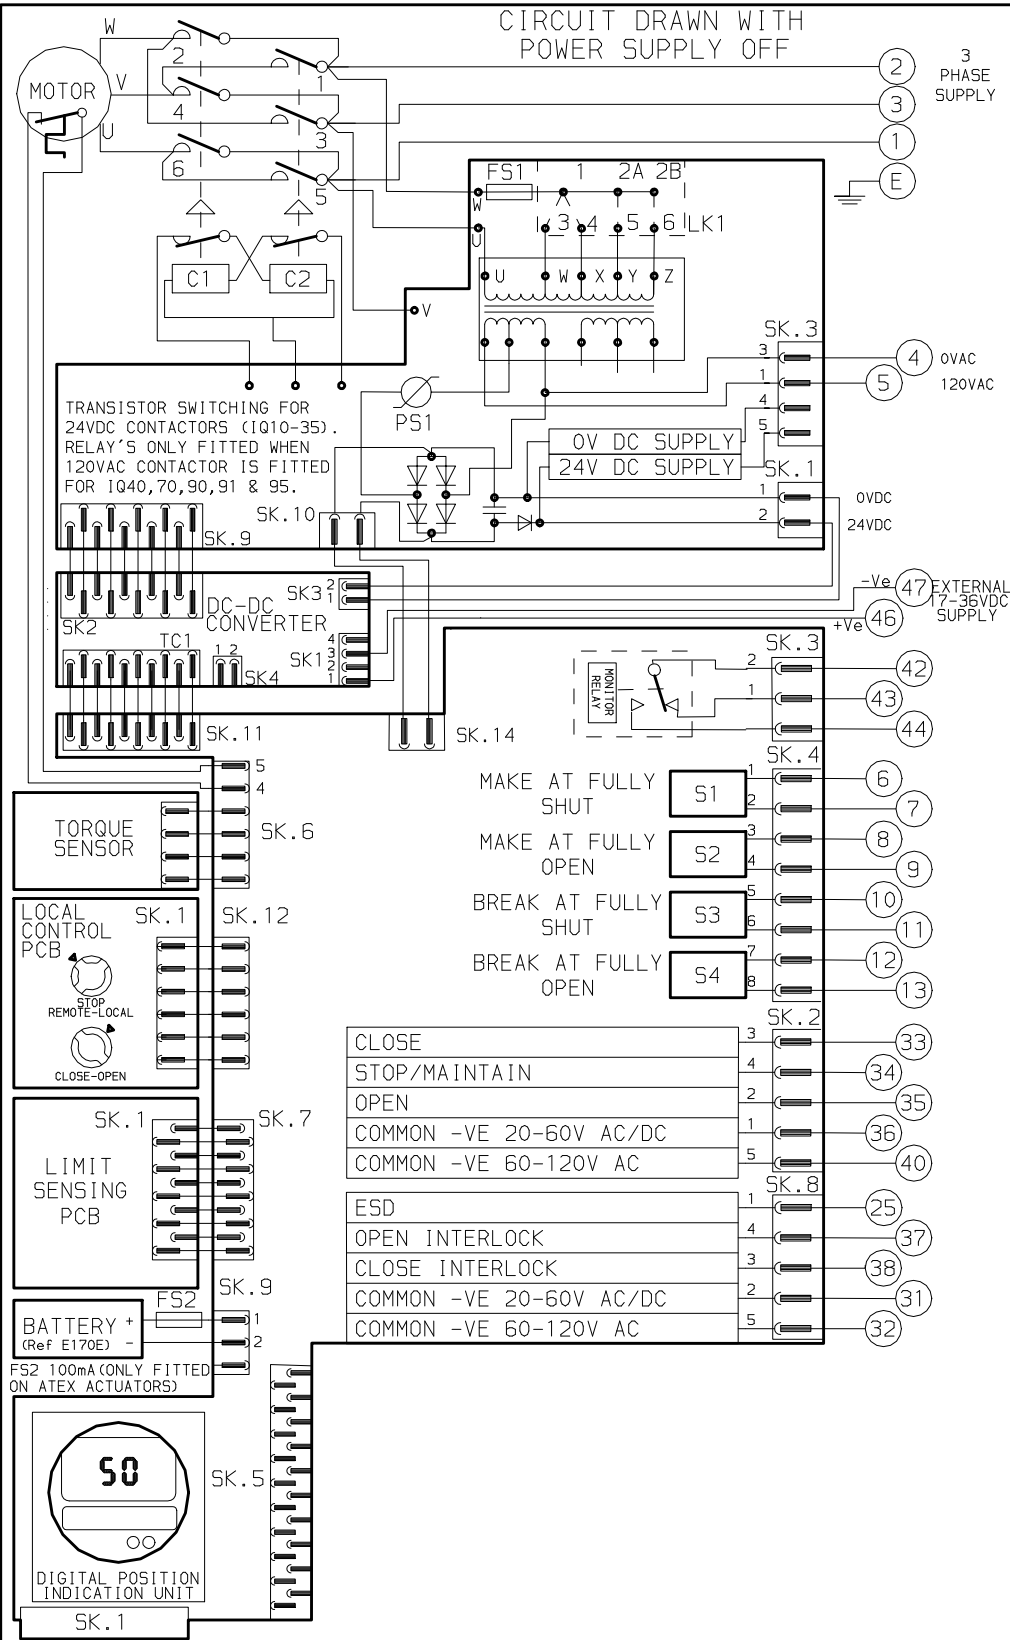 CIRCUIT DRAWN WITH
POWER SUPPLY OFF
W
V
U
MOTOR
2
4
6
1
3
5
2
3
1
E
3
PHASE
SUPPLY
FS1
1
2A
2B
W
U
3
4
5
6
LK1
U
W
X
Y
Z
C1
C2
V
SK.3
3
1
4
5
4
0VAC
5
120VAC
PS1
TRANSISTOR SWITCHING FOR
24VDC CONTACTORS (IQ10-35).
RELAY'S ONLY FITTED WHEN
120VAC CONTACTOR IS FITTED
FOR IQ40,70,90,91 & 95.
0V DC SUPPLY
24V DC SUPPLY
SK.1
1
0VDC
2
24VDC
SK.10
SK.9
SK2
DC-DC
CONVERTER
SK3
2
1
TC1
1 2
SK4
SK1
4
3
2
1
-Ve
47
EXTERNAL
17-36VDC
SUPPLY
+Ve
46
SK.11
SK.14
MONITOR
RELAY
SK.3
2
42
1
43
44
SK.4
MAKE AT FULLY
SHUT
S1
1
6
2
7
MAKE AT FULLY
OPEN
S2
3
8
4
9
BREAK AT FULLY
SHUT
S3
5
10
6
11
BREAK AT FULLY
OPEN
S4
7
12
8
13
5
4
SK.6
TORQUE
SENSOR
LOCAL
CONTROL
PCB
SK.1
SK.12
STOP
REMOTE-LOCAL
CLOSE-OPEN
SK.2
CLOSE
3
33
STOP/MAINTAIN
4
34
OPEN
2
35
COMMON -VE 20-60V AC/DC
1
36
COMMON -VE 60-120V AC
5
40
SK.8
ESD
1
25
OPEN INTERLOCK
4
37
CLOSE INTERLOCK
3
38
COMMON -VE 20-60V AC/DC
2
31
COMMON -VE 60-120V AC
5
32
SK.1
SK.7
LIMIT
SENSING
PCB
SK.9
FS2
BATTERY
+
-
(Ref E170E)
1
2
FS2 100mA(ONLY FITTED
ON ATEX ACTUATORS)
50
SK.5
DIGITAL POSITION
INDICATION UNIT
SK.1